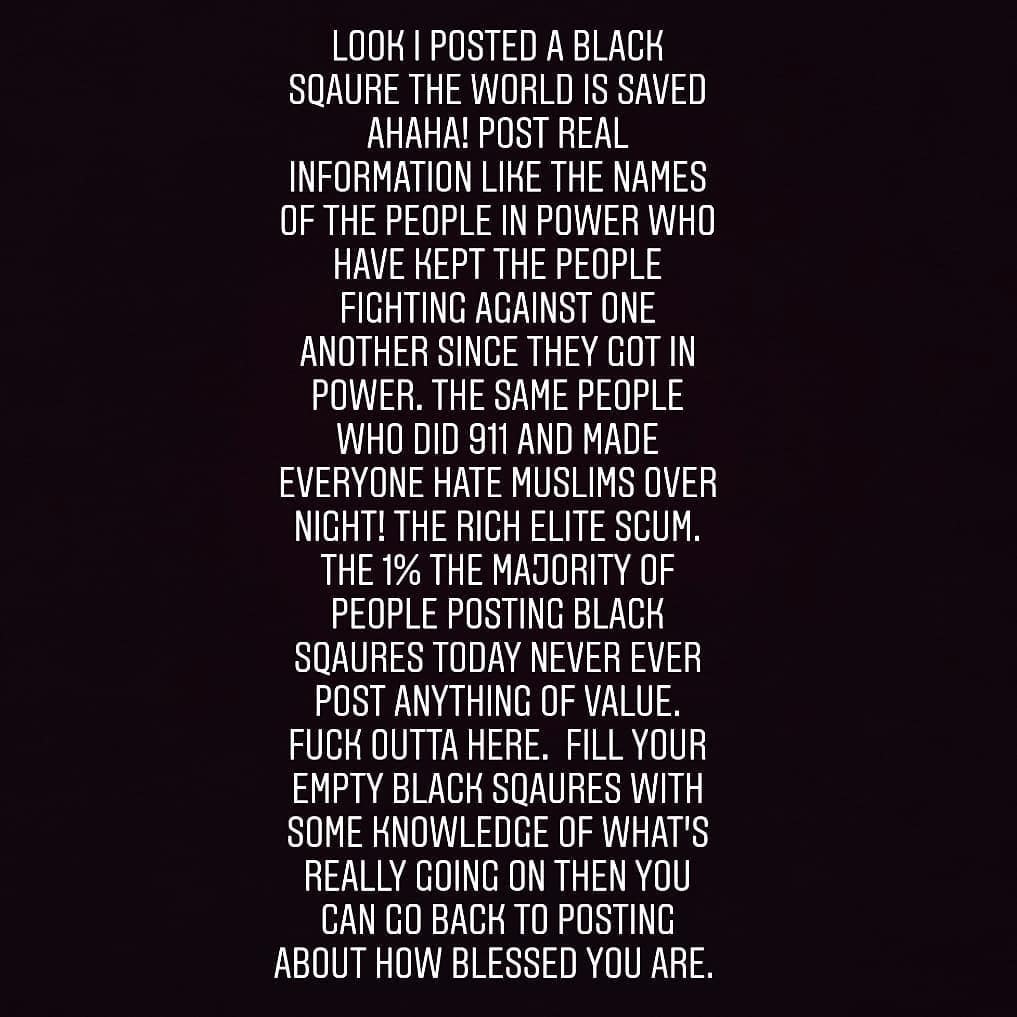 LOOK I POSTED A BLACK
SQAURE THE WORLD IS SAVED
AHAHA! POST REAL
INFORMATION LIKE THE NAMES
OF THE PEOPLE IN POWER WHO
HAVE KEPT THE PEOPLE
FIGHTING AGAINST ONE
ANOTHER SINCE THEY GOT IN
POWER. THE SAME PEOPLE
WHO DID 911 AND MADE
EVERYONE HATE MUSLIMS OVER
NIGHT! THE RICH ELITE SCUM.
THE 1% THE MAJORITY OF
PEOPLE POSTING BLACK
SQAURES TODAY NEVER EVER
POST ANYTHING OF VALUE.
FUCK OUTTA HERE.  FILL YOUR
EMPTY BLACK SQAURES WITH
SOME KNOWLEDGE OF WHAT'S
REALLY GOING ON THEN YOU
CAN GO BACK TO POSTING
ABOUT HOW BLESSED YOU ARE.